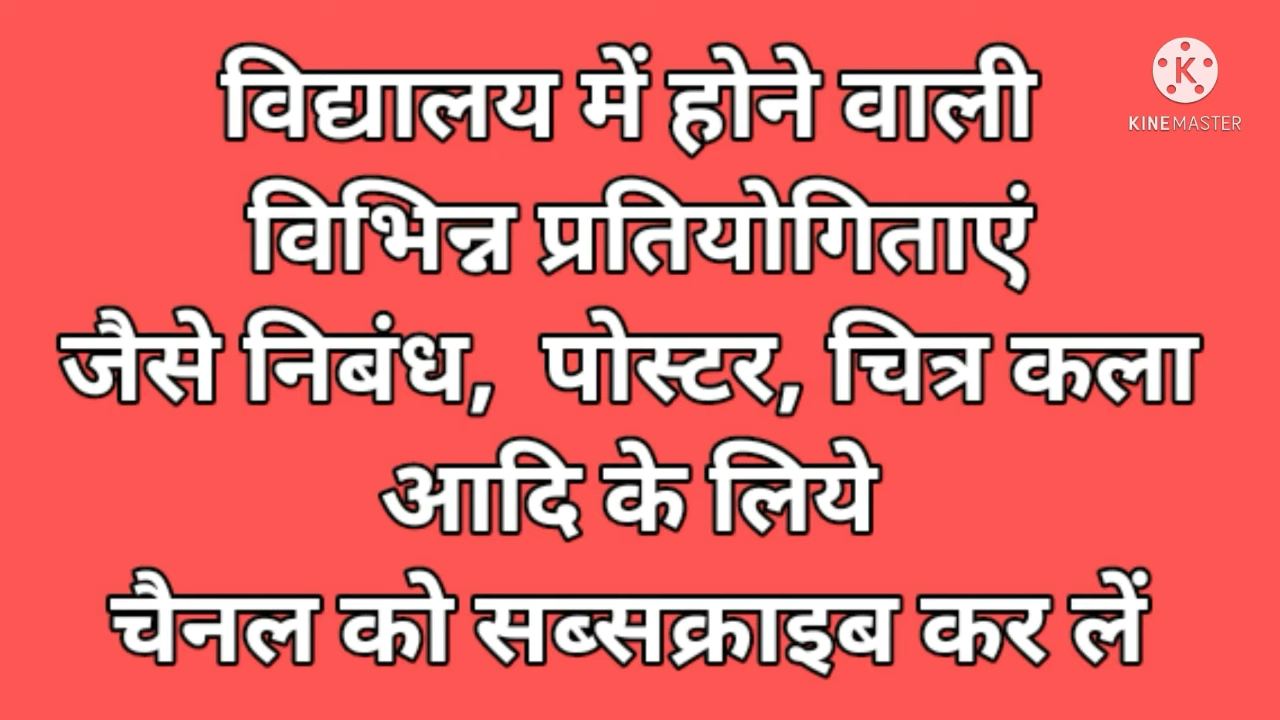 विद्यालय में होने वाली
KINEMASTER
विभिन्न प्रतियोगिताएं
जैसे निबंध, पोस्टर, चित्र कला
आदि के लिये
चैनल को सब्सक्राइब कर लें